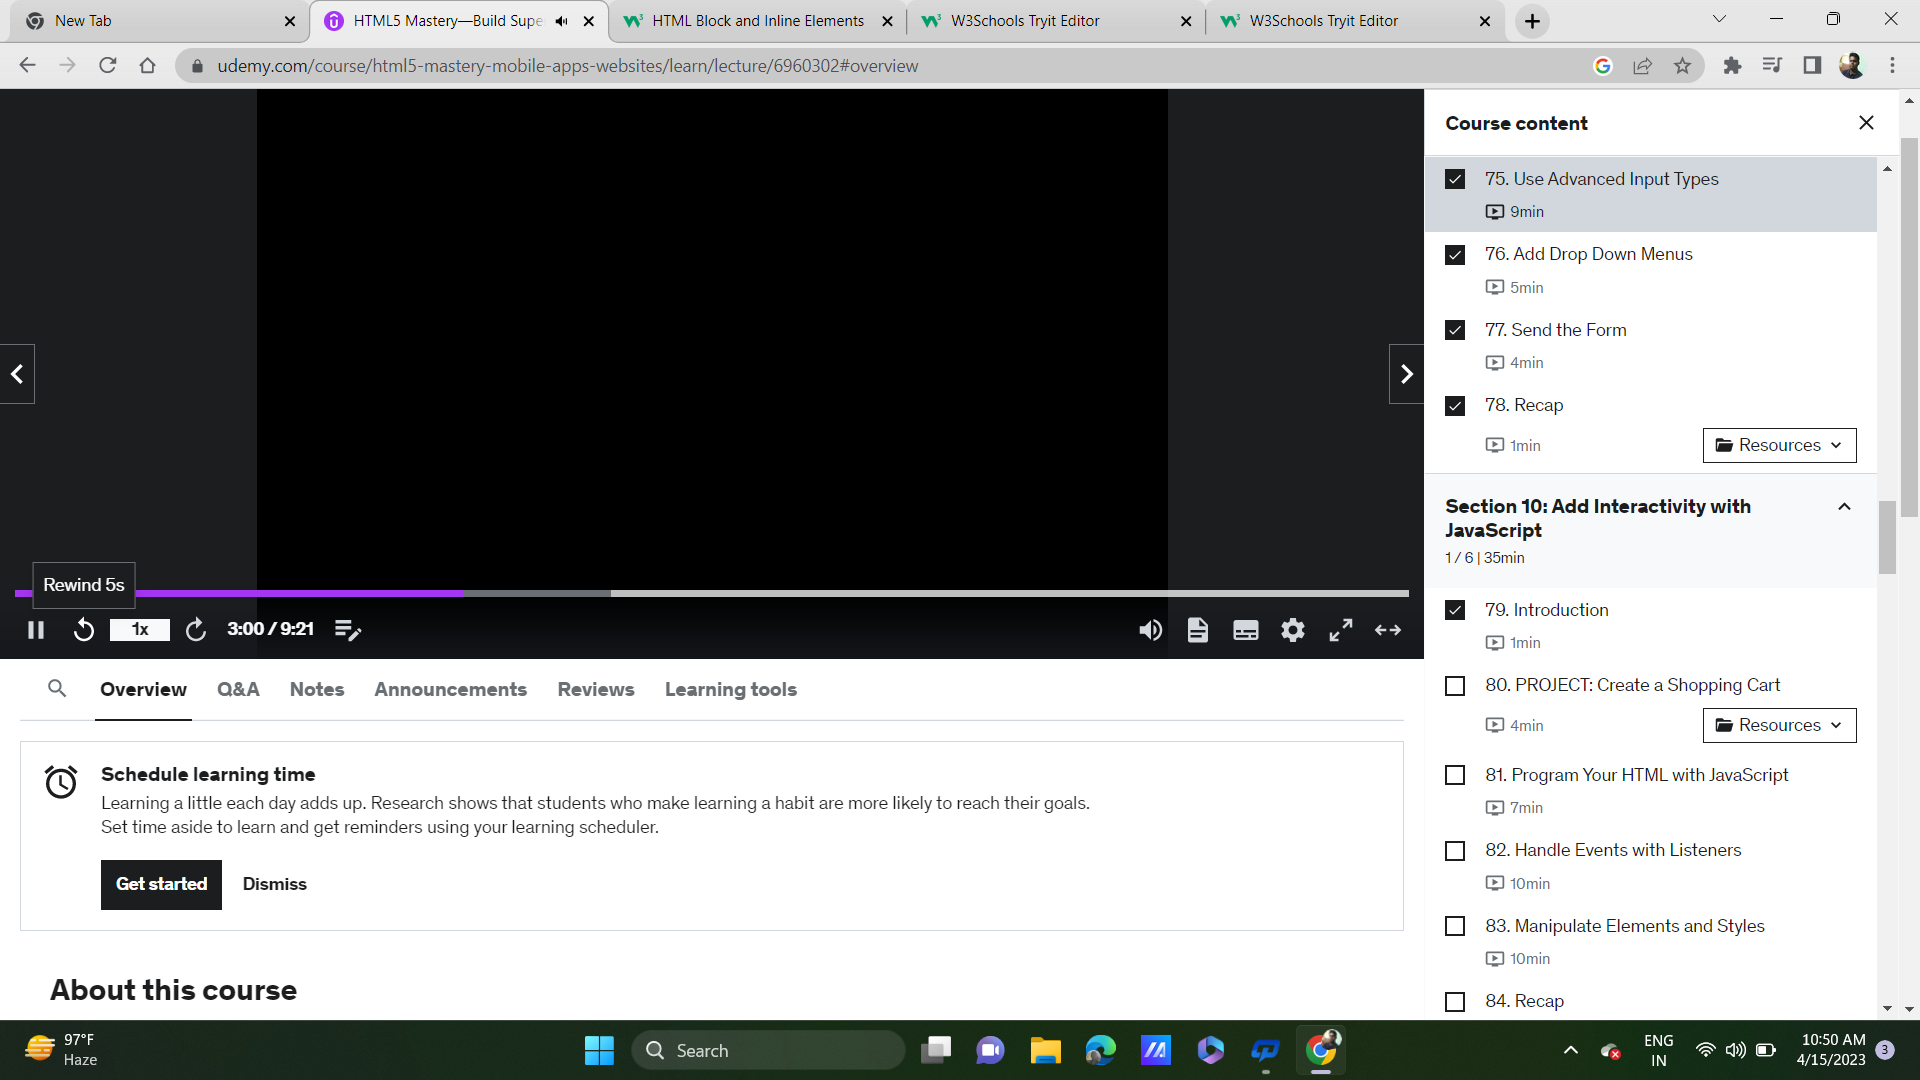 New Tab
HTML5 Mastery—Build Supe
HTML Block and Inline Elements
W3Schools Tryit Editor
W3Schools Tryit Editor
udemy.com/course/html5-mastery-mobile-apps-websites/learn/lecture/6960302#overview
Rewind 5s
1x
3:00 / 9:21
Overview
Q&A
Notes
Announcements
Reviews
Learning tools
Schedule learning time
Learning a little each day adds up. Research shows that students who make learning a habit are more likely to reach their goals.
Set time aside to learn and get reminders using your learning scheduler.
Get started
Dismiss
About this course
Course content
75. Use Advanced Input Types
9min
76. Add Drop Down Menus
5min
77. Send the Form
4min
78. Recap
1min
Resources
Section 10: Add Interactivity with
JavaScript
1 / 6 | 35min
79. Introduction
1min
80. PROJECT: Create a Shopping Cart
4min
Resources
81. Program Your HTML with JavaScript
7min
82. Handle Events with Listeners
10min
83. Manipulate Elements and Styles
10min
84. Recap
97°F
Haze
Search
ENG
IN
10:50 AM
4/15/2023
3